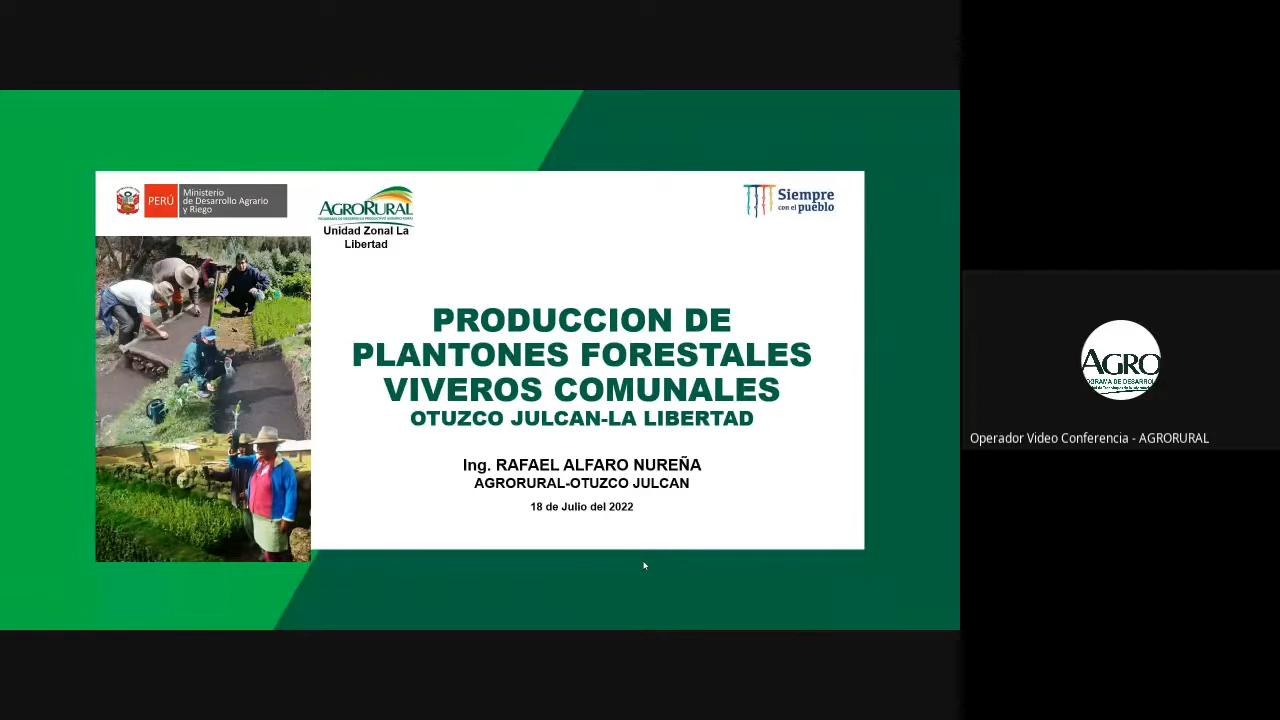 PERÚ
Ministerio
de Desarrollo Agrario
y Riego
AGRORURAL
PROGRAMA DE DESARROLLO PRODUCTIVO AGRARIO RURAL
Unidad Zonal La
Libertad
Siempre
con el pueblo
PRODUCCION DE
PLANTONES FORESTALES
VIVEROS COMUNALES
OTUZCO JULCAN-LA LIBERTAD
Ing. RAFAEL ALFARO NUREÑA
AGRORURAL-OTUZCO JULCAN
18 de Julio del 2022
AGRO
Operador Video Conferencia - AGRORURAL